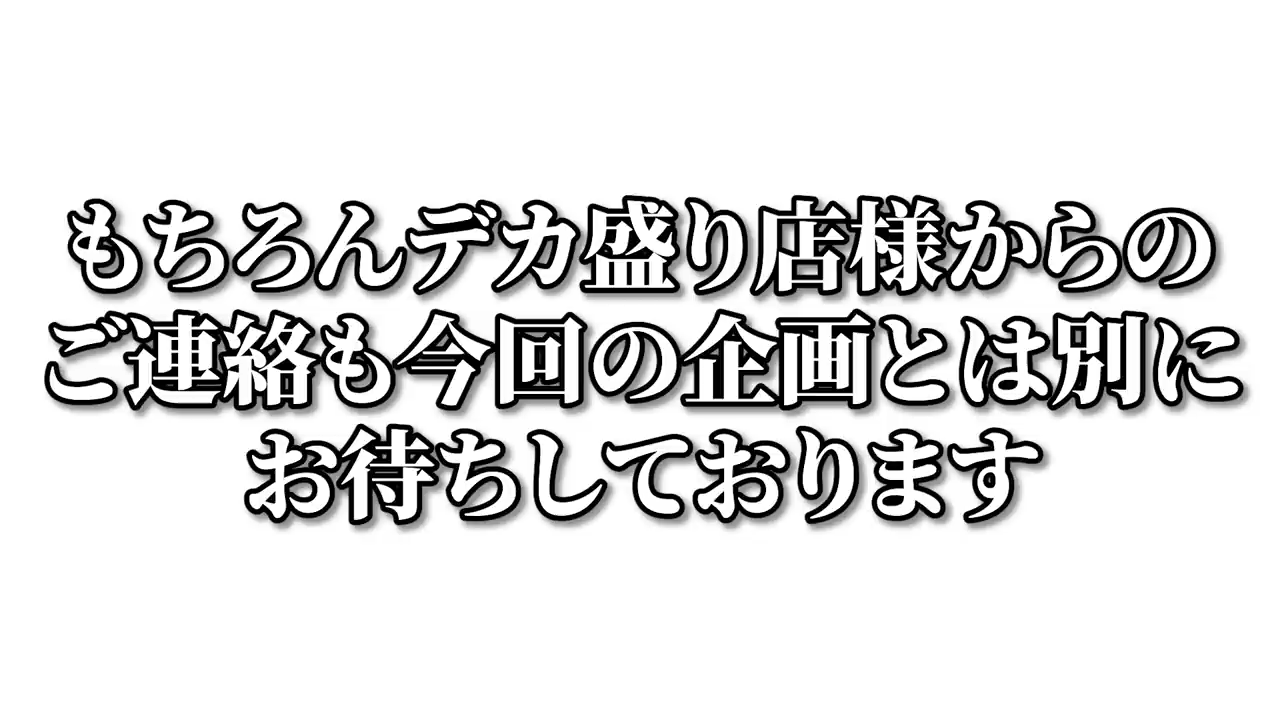 もちろんデカ盛り店様からの
ご連絡も今回の企画とは別に
お待ちしております